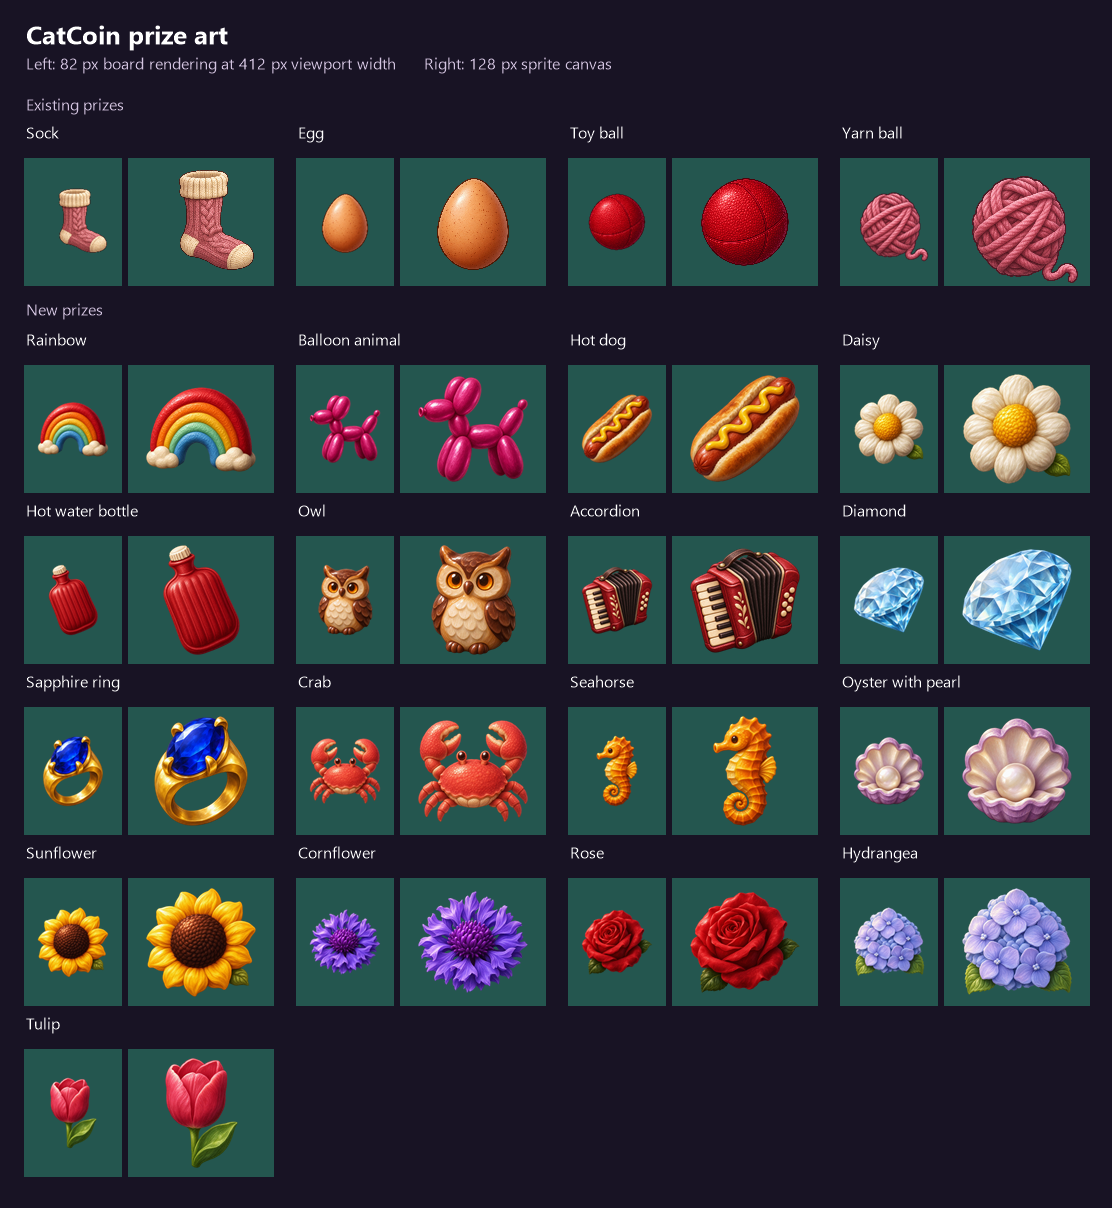 CatCoin prize art
Left: 82 px board rendering at 412 px viewport width Right: 128 px sprite canvas
Existing prizes
Sock Egg Toy ball Yarn ball
New prizes
Rainbow Balloon animal Hot dog Daisy
Hot water bottle Owl Accordion Diamond
Sapphire ring Crab Seahorse Oyster with pearl
Sunflower Cornflower Rose Hydrangea
Tulip